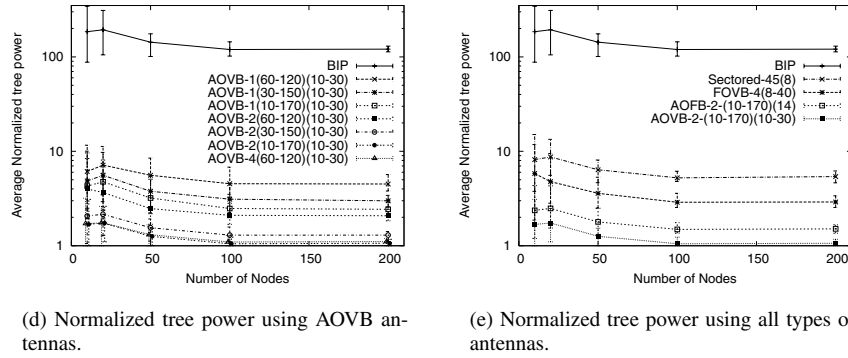 Average Normalized tree power
100
10
1
0
50
100
150
200
Number of Nodes
BIP
AOVB-1(60-120)(10-30)
AOVB-1(30-150)(10-30)
AOVB-1(10-170)(10-30)
AOVB-2(60-120)(10-30)
AOVB-2(30-150)(10-30)
AOVB-2(10-170)(10-30)
AOVB-4(60-120)(10-30)
(d) Normalized tree power using AOVB an-
tennas.
Average Normalized tree power
100
10
1
0
50
100
150
200
Number of Nodes
BIP
Sectored-45(8)
FOVB-4(8-40)
AOFB-2-(10-170)(14)
AOVB-2-(10-170)(10-30)
(e) Normalized tree power using all types o
antennas.